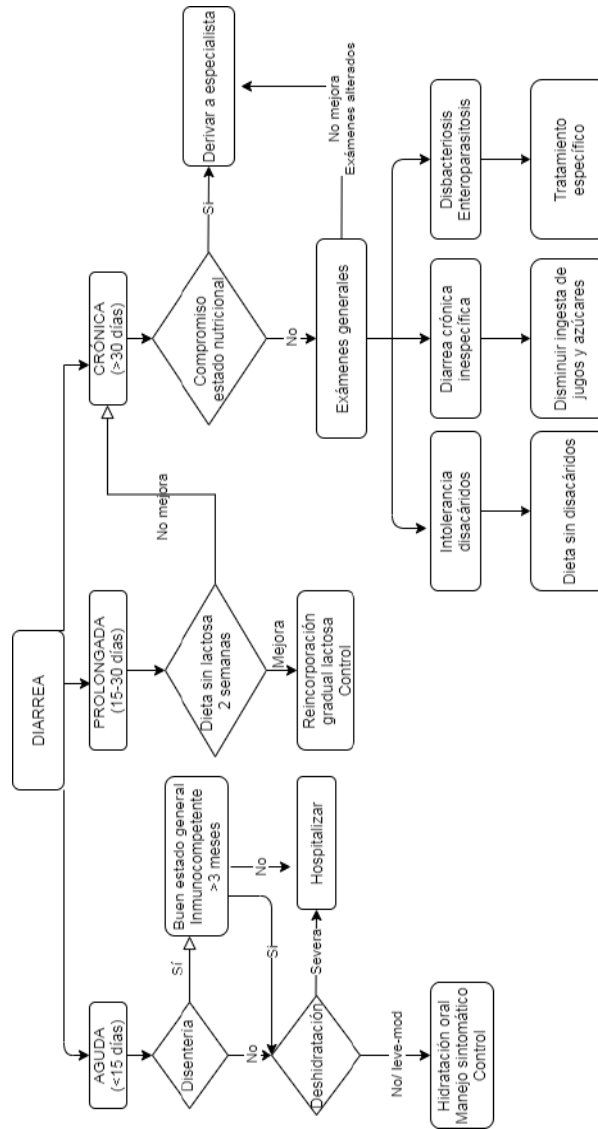 DIARREA
AGUDA
(<15 días)
Disentería
Sí
Buen estado general
Inmunocompetente
>3 meses
No
No
Si
Deshidratación
Severa
Hospitalizar
No/ leve-mod
Hidratación oral
Manejo sintomático
Control
PROLONGADA
(15-30 días)
Dieta sin lactosa
2 semanas
No mejora
Mejora
Reincorporación
gradual lactosa
Control
CRÓNICA
(>30 días)
Compromiso
estado nutricional
Si
Derivar a especialista
No
Exámenes generales
No mejora
Exámenes alterados
Intolerancia
disacáridos
Dieta sin disacáridos
Diarrea crónica
inespecífica
Disminuir ingesta de
jugos y azúcares
Disbacteriosis
Enteroparasitosis
Tratamiento
específico